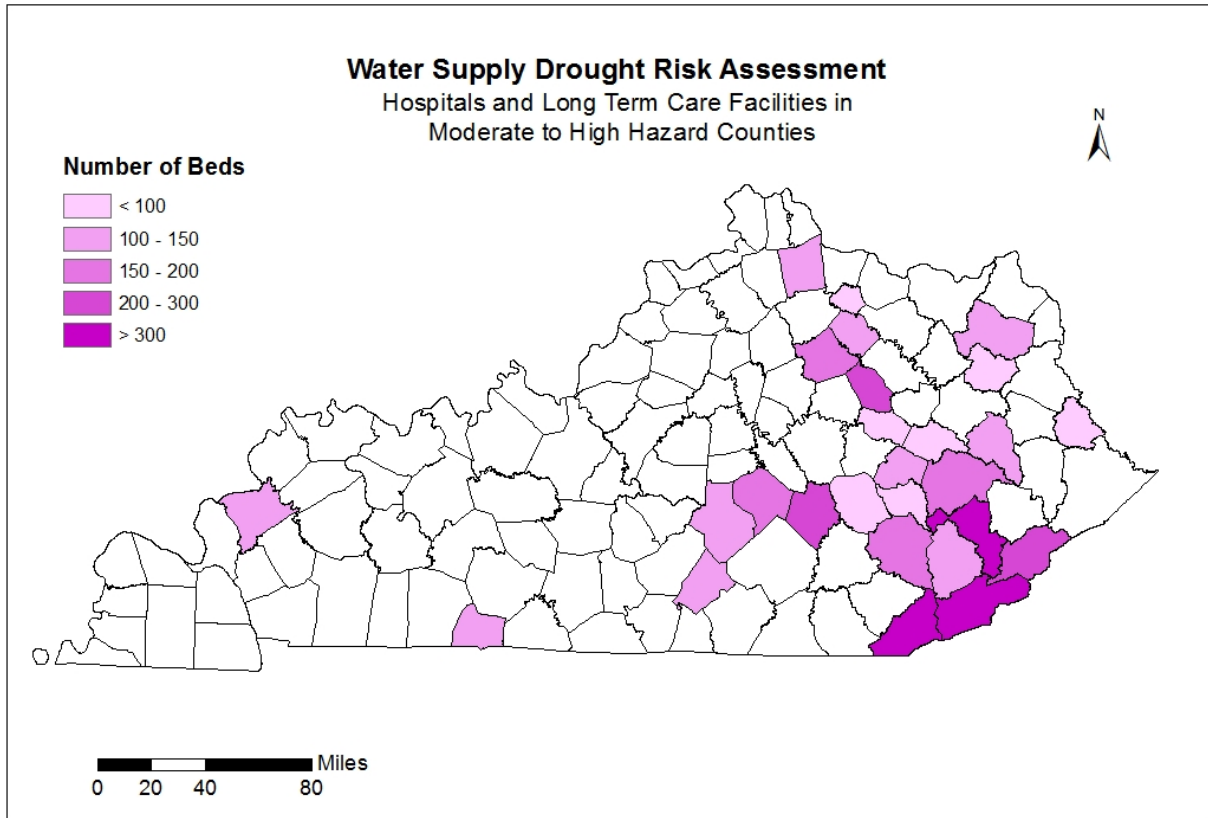 Water Supply Drought Risk Assessment
Hospitals and Long Term Care Facilities in
Moderate to High Hazard Counties
N
Number of Beds
< 100
100 - 150
150 - 200
200 - 300
> 300
Miles
0 20 40 80